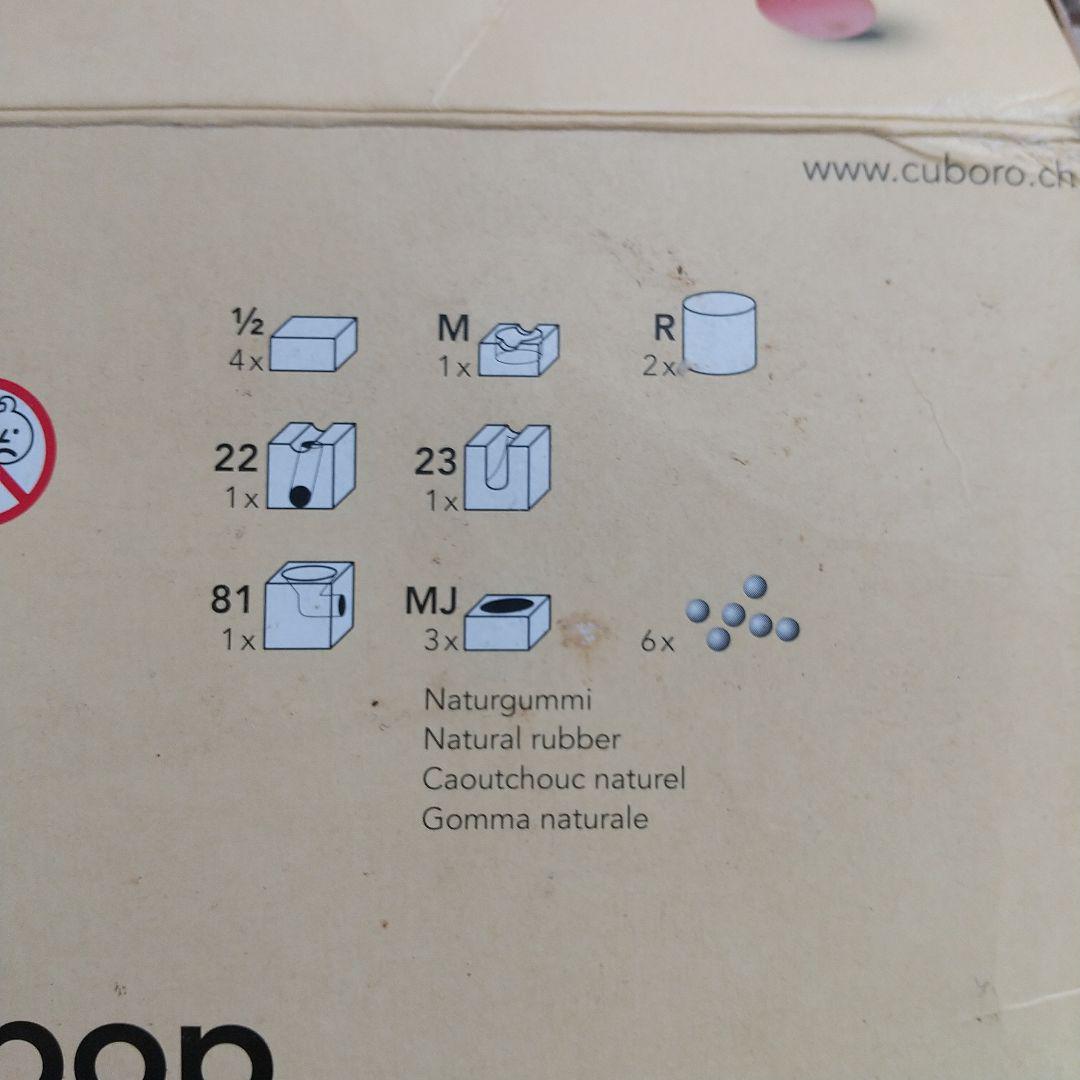 www.cuboro.ch
½ M R
4x 1x 2x
22 23
1x 1x
81 MJ
1x 3x 6x
Naturgummi
Natural rubber
Caoutchouc naturel
Gomma naturale